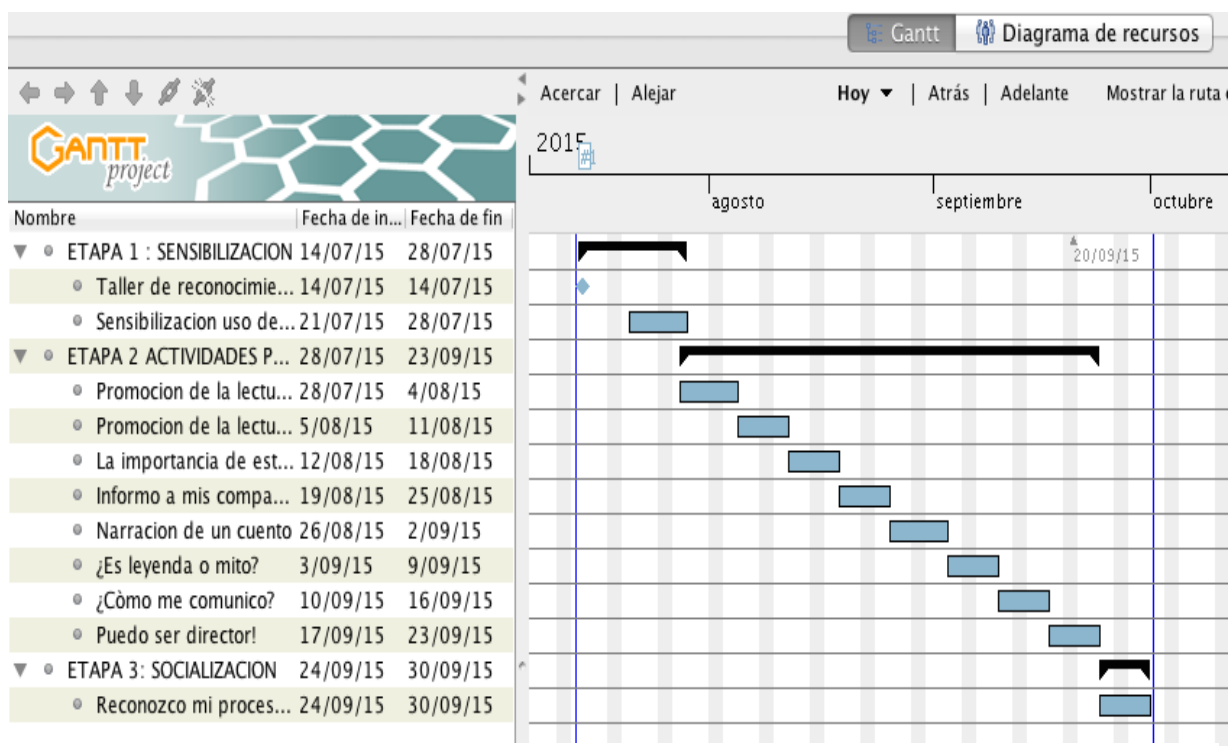 Gantt Diagrama de recursos
Acercar | Alejar Hoy ▼ | Atrás | Adelante Mostrar la ruta
GANTT project
2015
agosto septiembre octubre
Nombre Fecha de in... Fecha de fin
ETAPA 1 : SENSIBILIZACION 14/07/15 28/07/15
20/09/15
Taller de reconocimie... 14/07/15 14/07/15
Sensibilizacion uso de... 21/07/15 28/07/15
ETAPA 2 ACTIVIDADES P... 28/07/15 23/09/15
Promocion de la lectu... 28/07/15 4/08/15
Promocion de la lectu... 5/08/15 11/08/15
La importancia de est... 12/08/15 18/08/15
Informo a mis compa... 19/08/15 25/08/15
Narracion de un cuento 26/08/15 2/09/15
¿Es leyenda o mito? 3/09/15 9/09/15
¿Còmo me comunico? 10/09/15 16/09/15
Puedo ser director! 17/09/15 23/09/15
ETAPA 3: SOCIALIZACION 24/09/15 30/09/15
Reconozco mi proces... 24/09/15 30/09/15